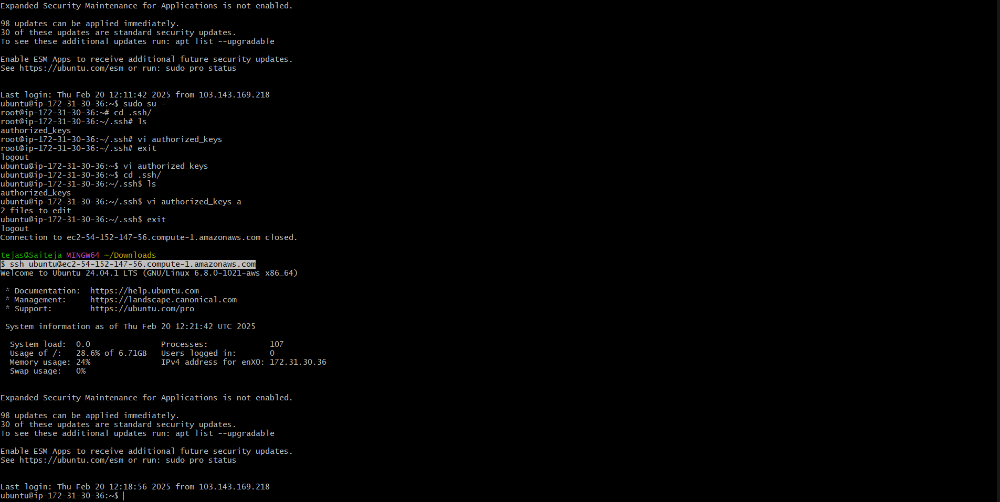 Expanded Security Maintenance for Applications is not enabled.
98 updates can be applied immediately.
30 of these updates are standard security updates.
To see these additional updates run: apt list --upgradable
Enable ESM Apps to receive additional future security updates.
See https://ubuntu.com/esm or run: sudo pro status
Last login: Thu Feb 20 12:11:42 2025 from 103.143.169.218
ubuntu@ip-172-31-30-36:~$ sudo su -
root@ip-172-31-30-36:~# cd .ssh/
root@ip-172-31-30-36:~/.ssh# ls
authorized_keys
root@ip-172-31-30-36:~/.ssh# vi authorized_keys
root@ip-172-31-30-36:~/.ssh# exit
logout
ubuntu@ip-172-31-30-36:~$ vi authorized_keys
ubuntu@ip-172-31-30-36:~$ cd .ssh/
ubuntu@ip-172-31-30-36:~/.ssh$ ls
authorized_keys
ubuntu@ip-172-31-30-36:~/.ssh$ vi authorized_keys a
2 files to edit
ubuntu@ip-172-31-30-36:~/.ssh$ exit
logout
Connection to ec2-54-152-147-56.compute-1.amazonaws.com closed.
tejas@Saiteja MINGW64 ~/Downloads
$ ssh ubuntu@ec2-54-152-147-56.compute-1.amazonaws.com
Welcome to Ubuntu 24.04.1 LTS (GNU/Linux 6.8.0-1021-aws x86_64)
* Documentation: https://help.ubuntu.com
* Management: https://landscape.canonical.com
* Support: https://ubuntu.com/pro
System information as of Thu Feb 20 12:21:42 UTC 2025
System load: 0.0 Processes: 107
Usage of /: 28.6% of 6.71GB Users logged in: 0
Memory usage: 24% IPv4 address for enX0: 172.31.30.36
Swap usage: 0%
Expanded Security Maintenance for Applications is not enabled.
98 updates can be applied immediately.
30 of these updates are standard security updates.
To see these additional updates run: apt list --upgradable
Enable ESM Apps to receive additional future security updates.
See https://ubuntu.com/esm or run: sudo pro status
Last login: Thu Feb 20 12:18:56 2025 from 103.143.169.218
ubuntu@ip-172-31-30-36:~$